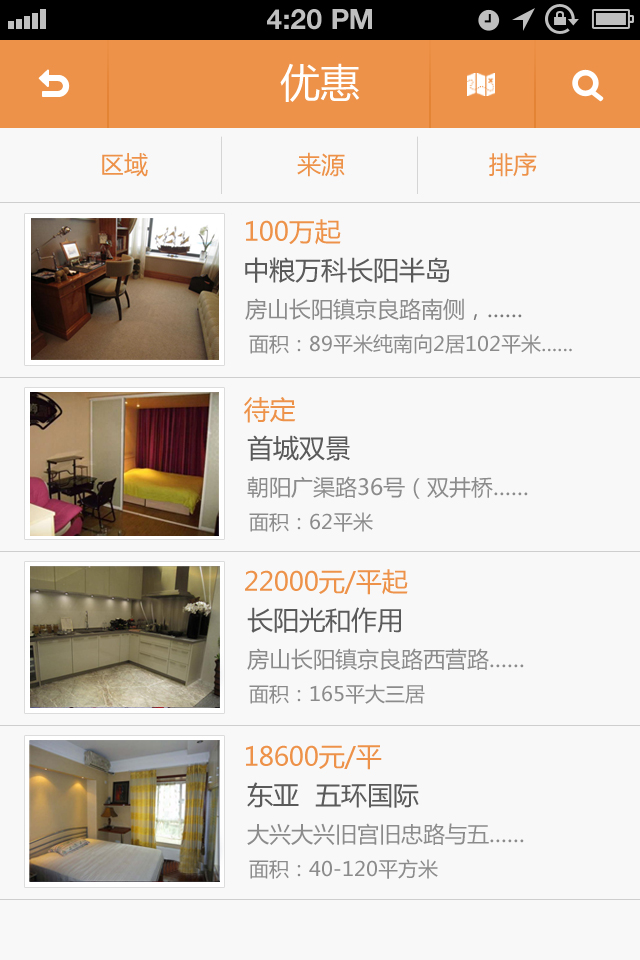 4:20 PM
优惠
区域
来源
排序
100万起
中粮万科长阳半岛
房山长阳镇京良路南侧，......
面积：89平米纯南向2居102平米......
待定
首城双景
朝阳广渠路36号（双井桥......
面积：62平米
22000元/平起
长阳光和作用
房山长阳镇京良路西营路......
面积：165平大三居
18600元/平
东亚 五环国际
大兴大兴旧宫旧忠路与五......
面积：40-120平方米